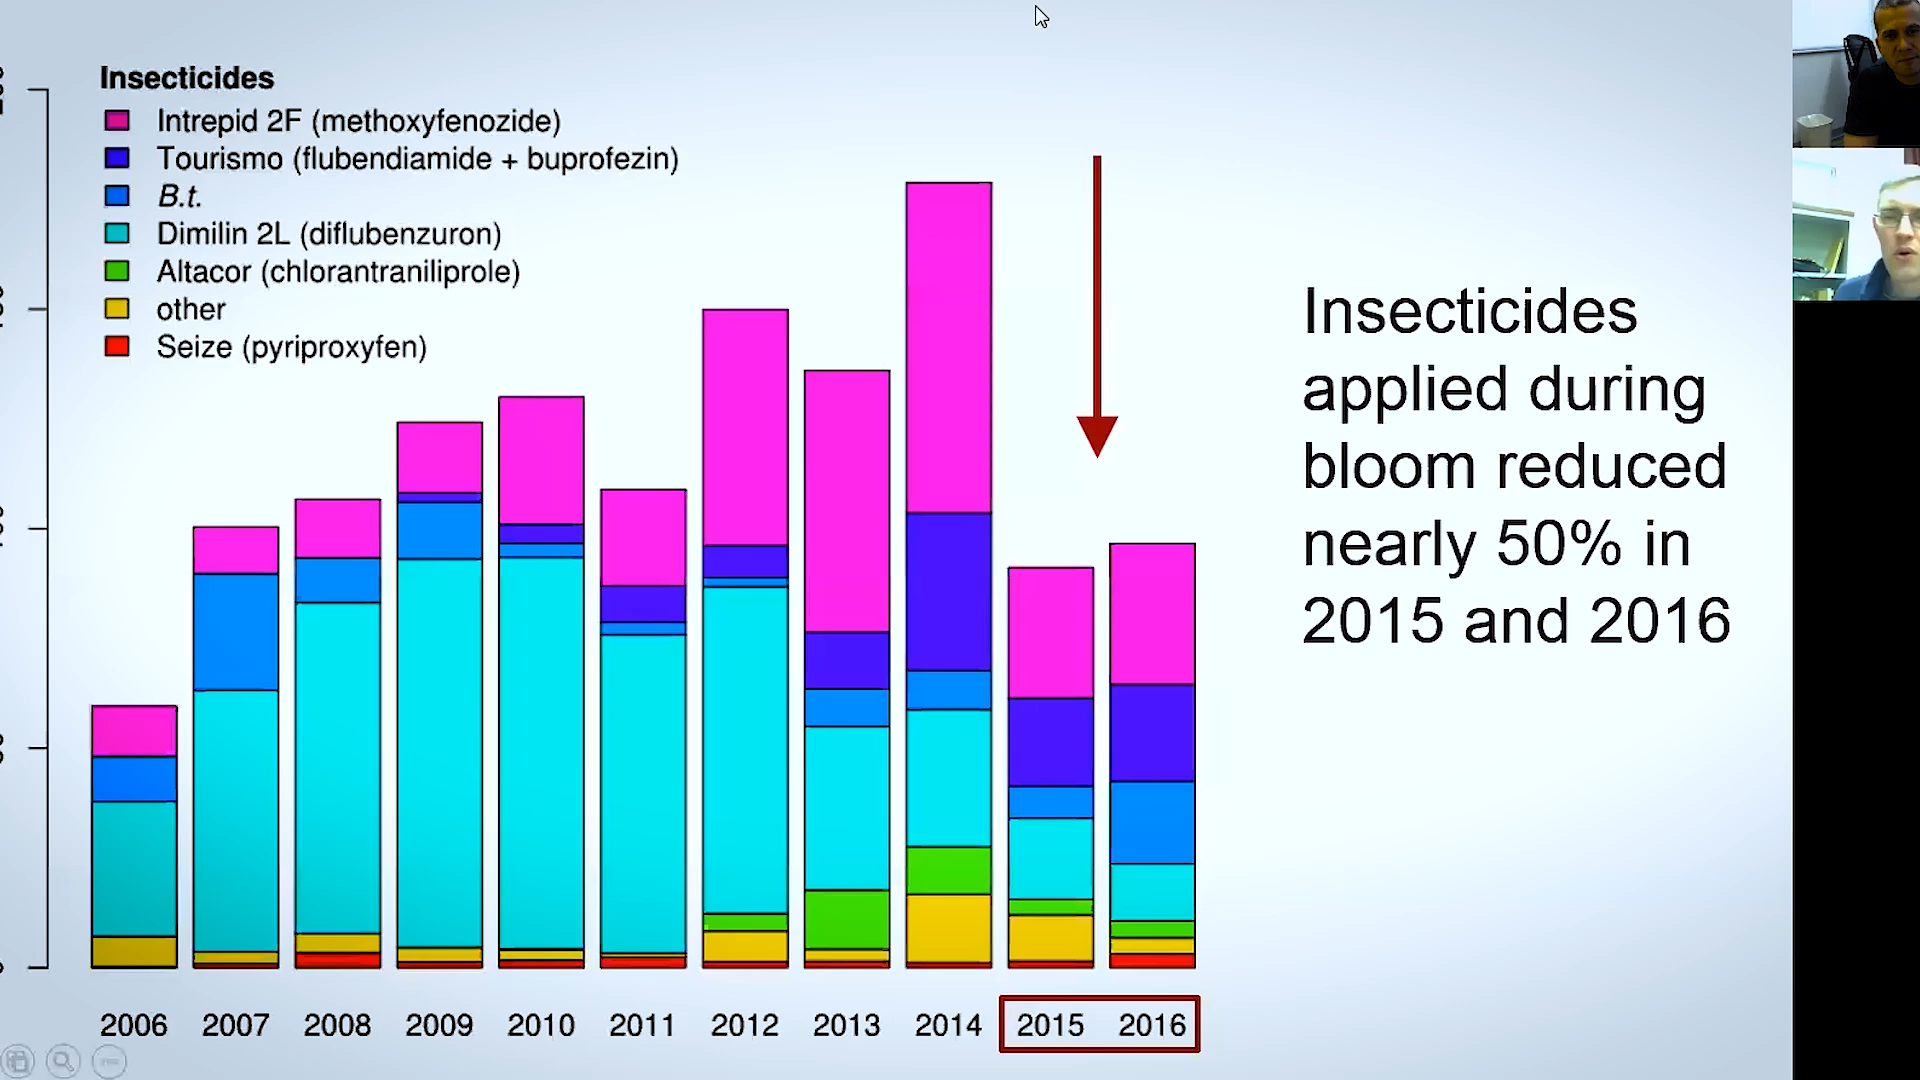 Insecticides
Intrepid 2F (methoxyfenozide)
Tourismo (flubendiamide + buprofezin)
B.t.
Dimilin 2L (diflubenzuron)
Altacor (chlorantraniliprole)
other
Seize (pyriproxyfen)
Insecticides
applied during
bloom reduced
nearly 50% in
2015 and 2016
2006 2007 2008 2009 2010 2011 2012 2013 2014 2015 2016